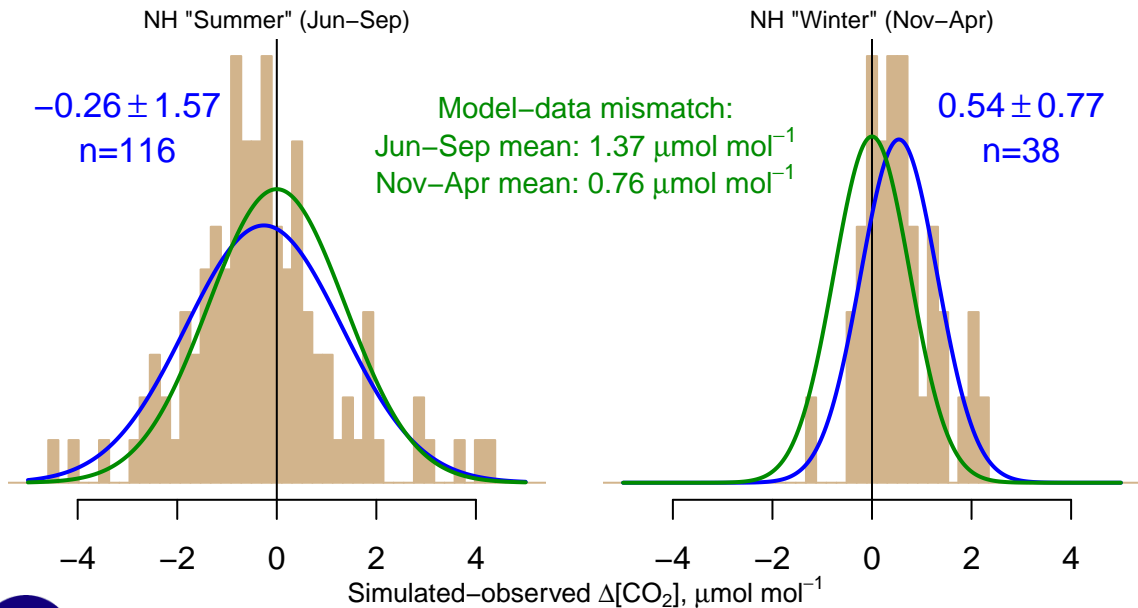 NH "Summer" (Jun−Sep)
NH "Winter" (Nov−Apr)
−0.26 ± 1.57
n=116
Model−data mismatch:
Jun−Sep mean: 1.37 μmol mol⁻¹
Nov−Apr mean: 0.76 μmol mol⁻¹
0.54 ± 0.77
n=38
−4 −2 0 2 4
−4 −2 0 2 4
Simulated−observed Δ[CO₂], μmol mol⁻¹